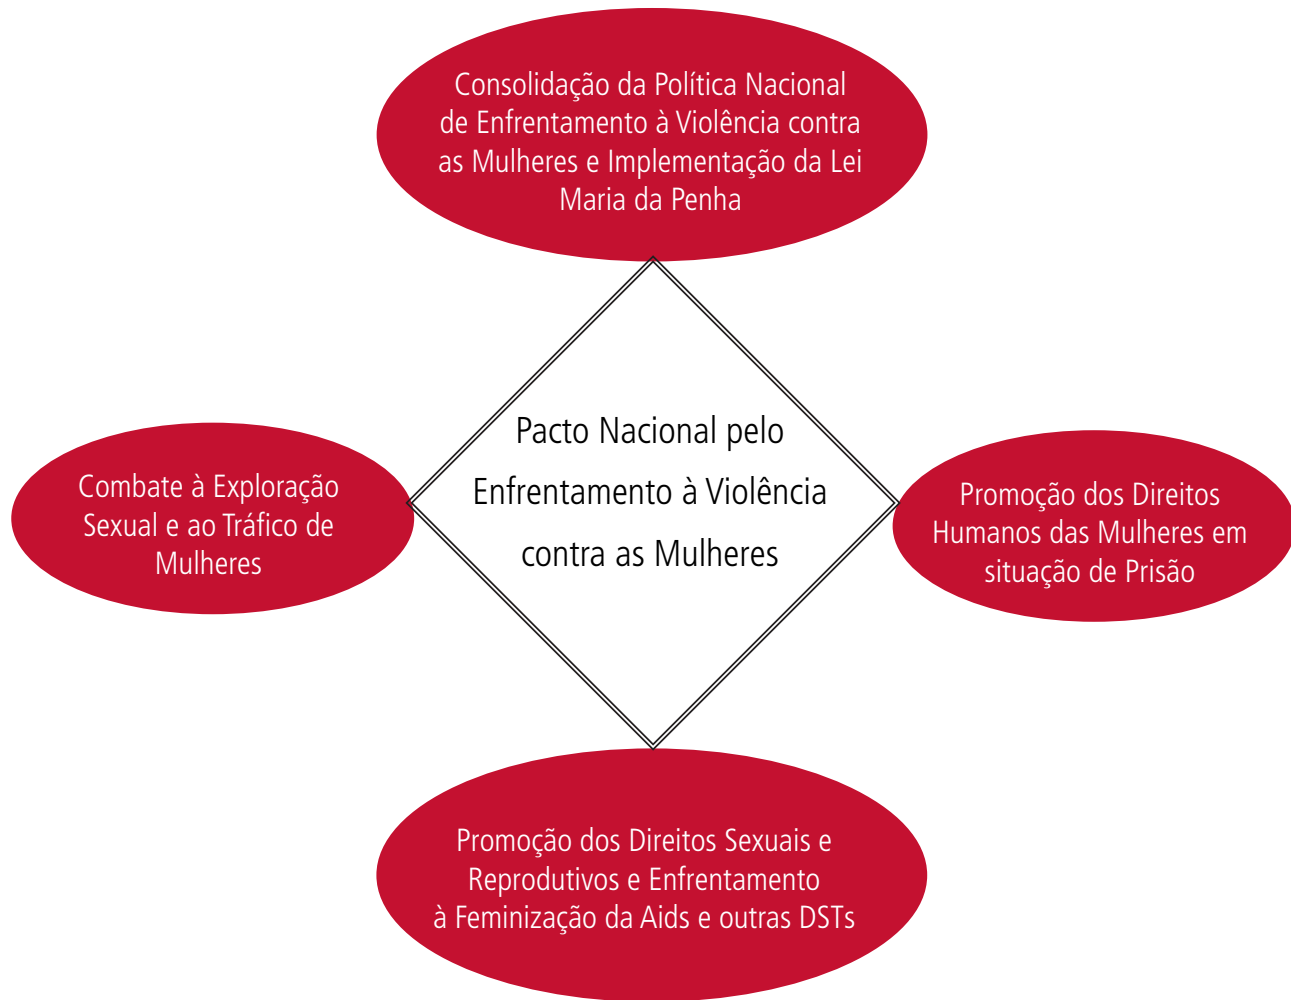 Consolidação da Política Nacional
de Enfrentamento à Violência contra
as Mulheres e Implementação da Lei
Maria da Penha
Pacto Nacional pelo
Enfrentamento à Violência
contra as Mulheres
Combate à Exploração
Sexual e ao Tráfico de
Mulheres
Promoção dos Direitos
Humanos das Mulheres em
situação de Prisão
Promoção dos Direitos Sexuais e
Reprodutivos e Enfrentamento
à Feminização da Aids e outras DSTs